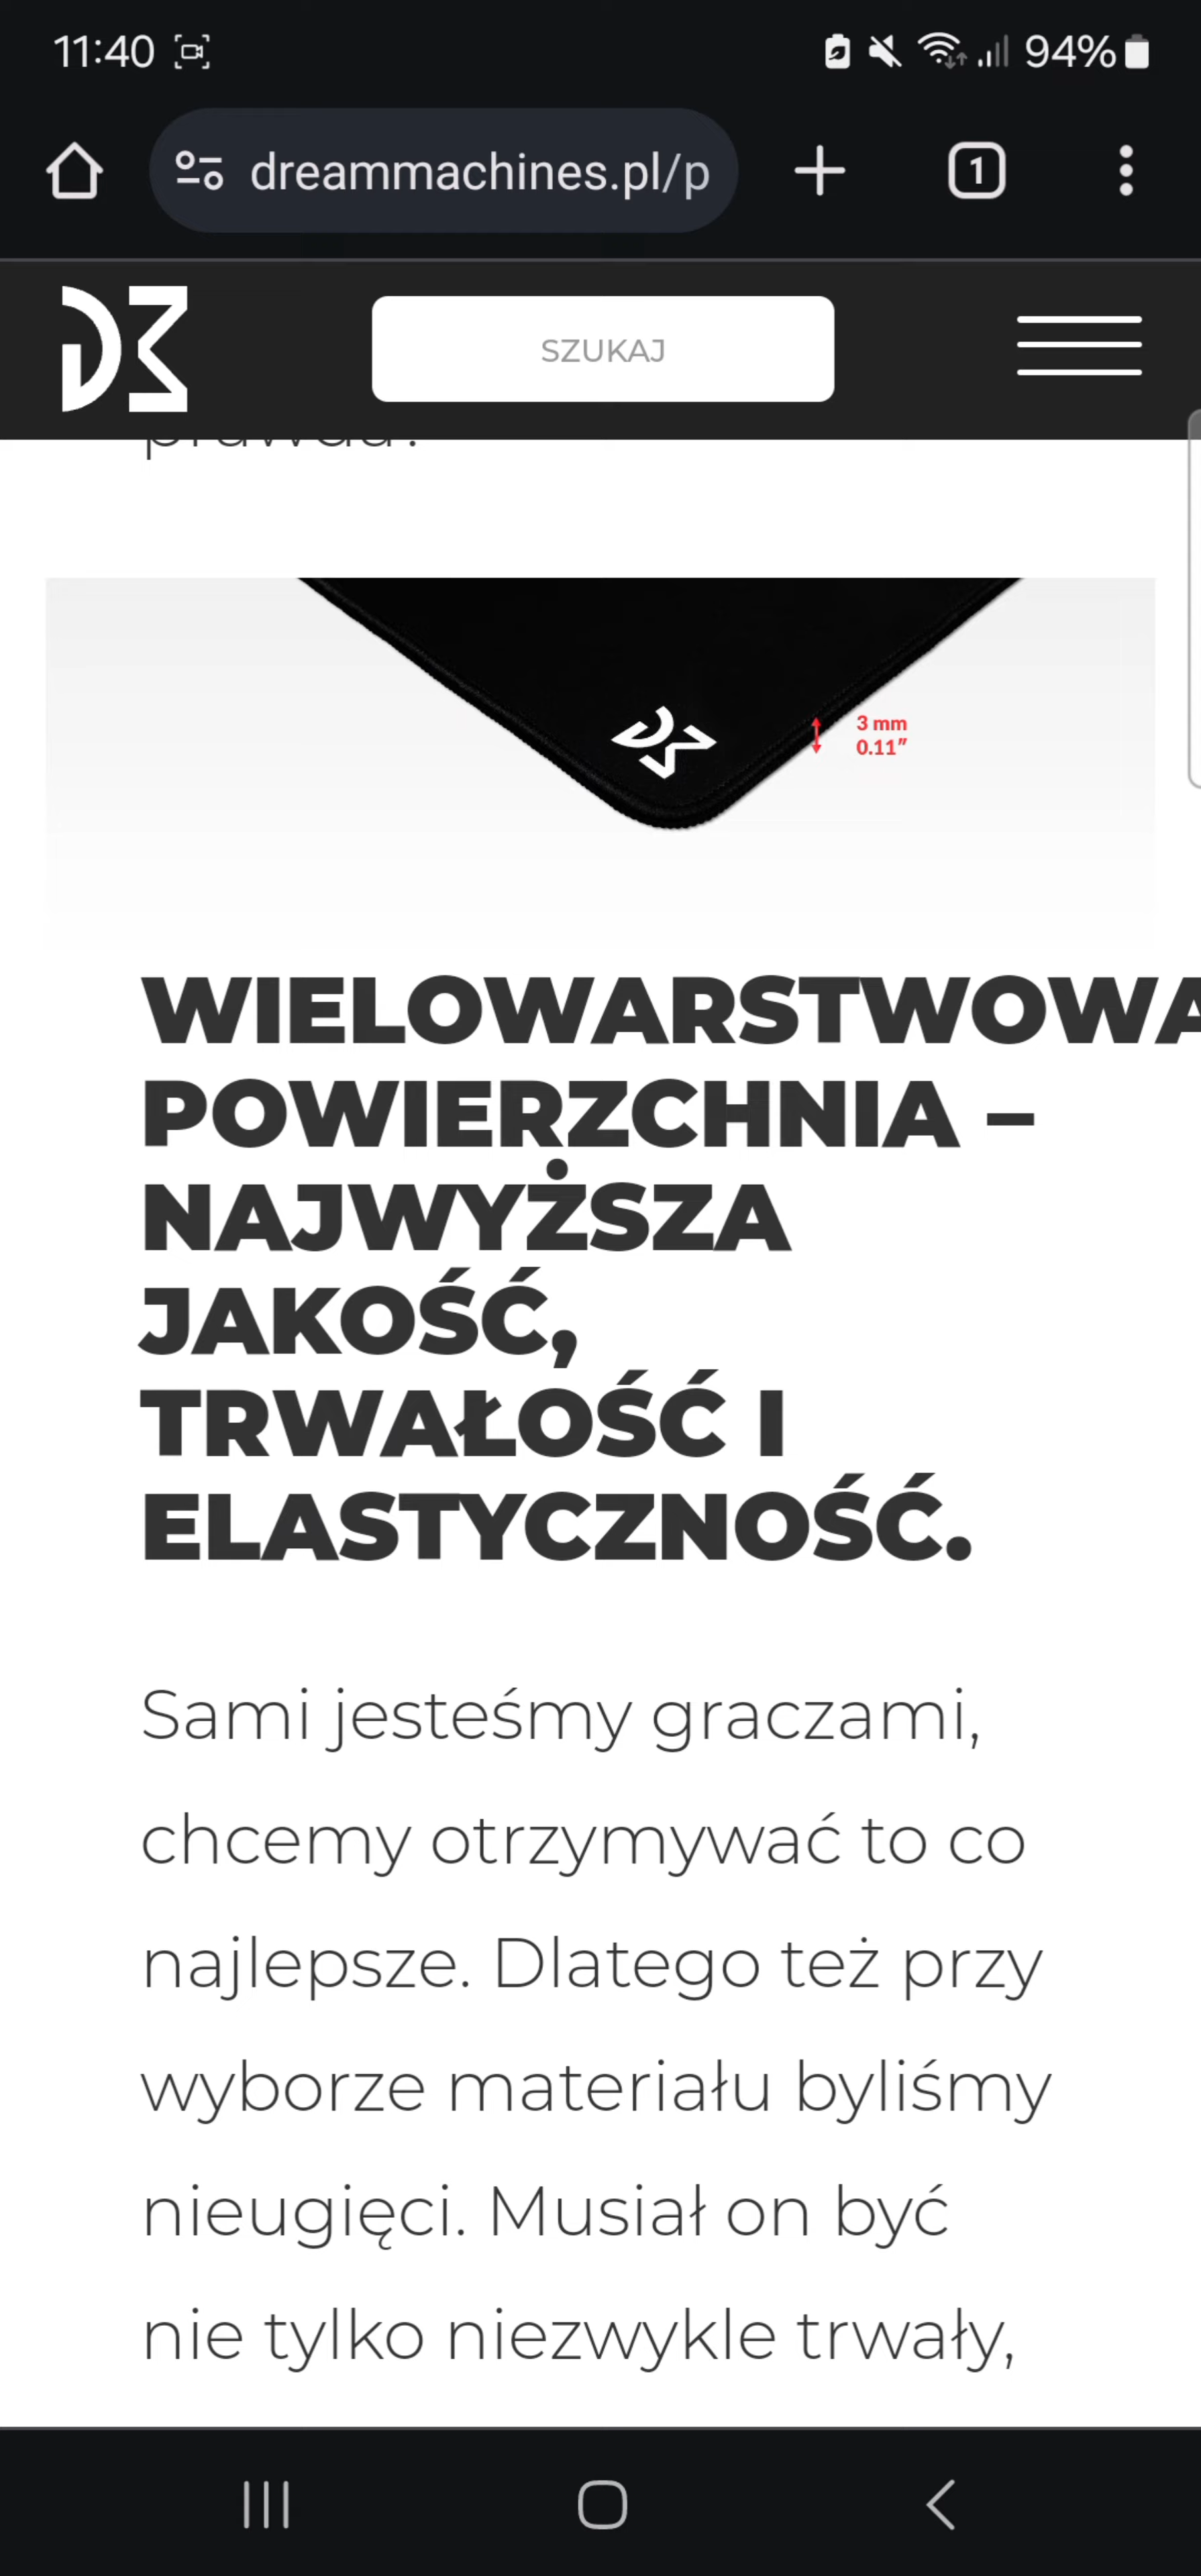 11:40
94%
dreammachines.pl/p
1
SZUKAJ
3 mm
0.11"
WIELOWARSTWOWA
POWIERZCHNIA –
NAJWYŻSZA
JAKOŚĆ,
TRWAŁOŚĆ I
ELASTYCZNOŚĆ.
Sami jesteśmy graczami,
chcemy otrzymywać to co
najlepsze. Dlatego też przy
wyborze materiału byliśmy
nieugięci. Musiał on być
nie tylko niezwykle trwały,